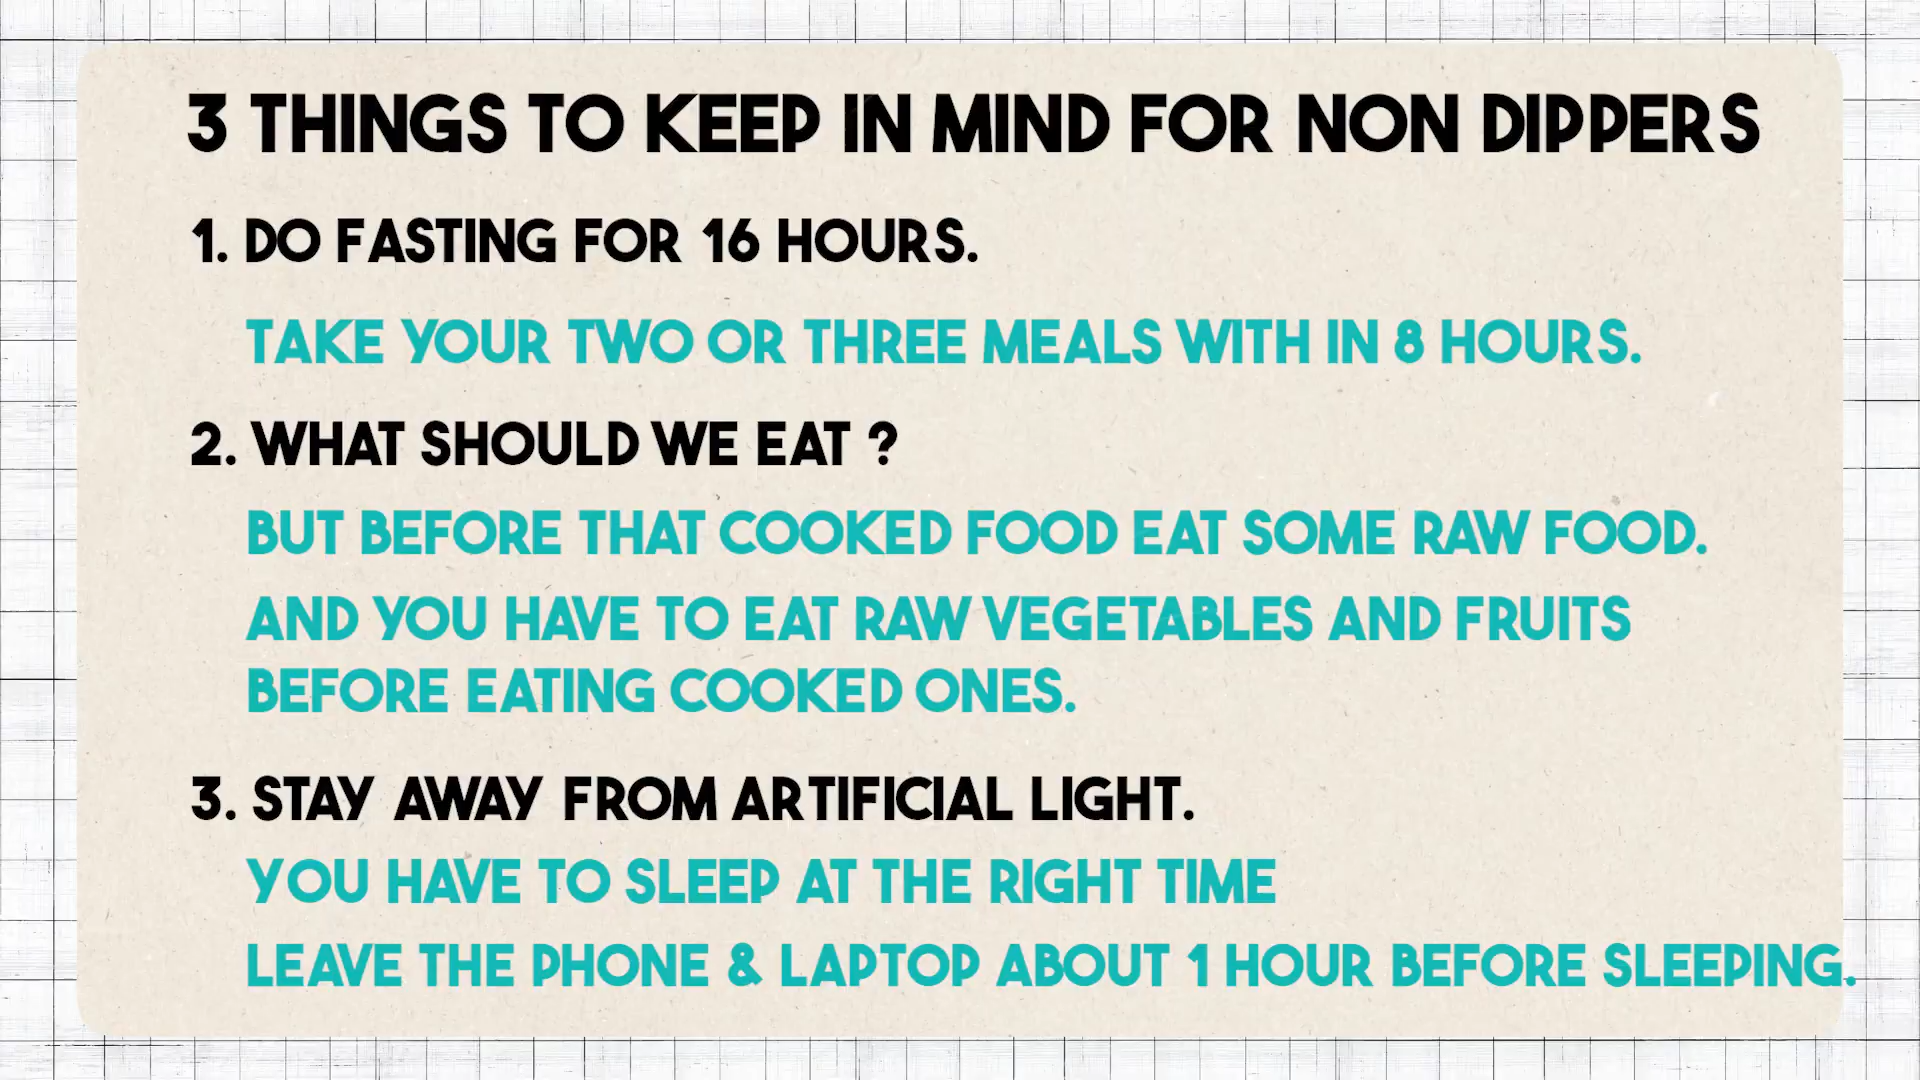 3 THINGS TO KEEP IN MIND FOR NON DIPPERS
1. DO FASTING FOR 16 HOURS.
TAKE YOUR TWO OR THREE MEALS WITH IN 8 HOURS.
2. WHAT SHOULD WE EAT ?
BUT BEFORE THAT COOKED FOOD EAT SOME RAW FOOD.
AND YOU HAVE TO EAT RAW VEGETABLES AND FRUITS
BEFORE EATING COOKED ONES.
3. STAY AWAY FROM ARTIFICIAL LIGHT.
YOU HAVE TO SLEEP AT THE RIGHT TIME
LEAVE THE PHONE & LAPTOP ABOUT 1 HOUR BEFORE SLEEPING.